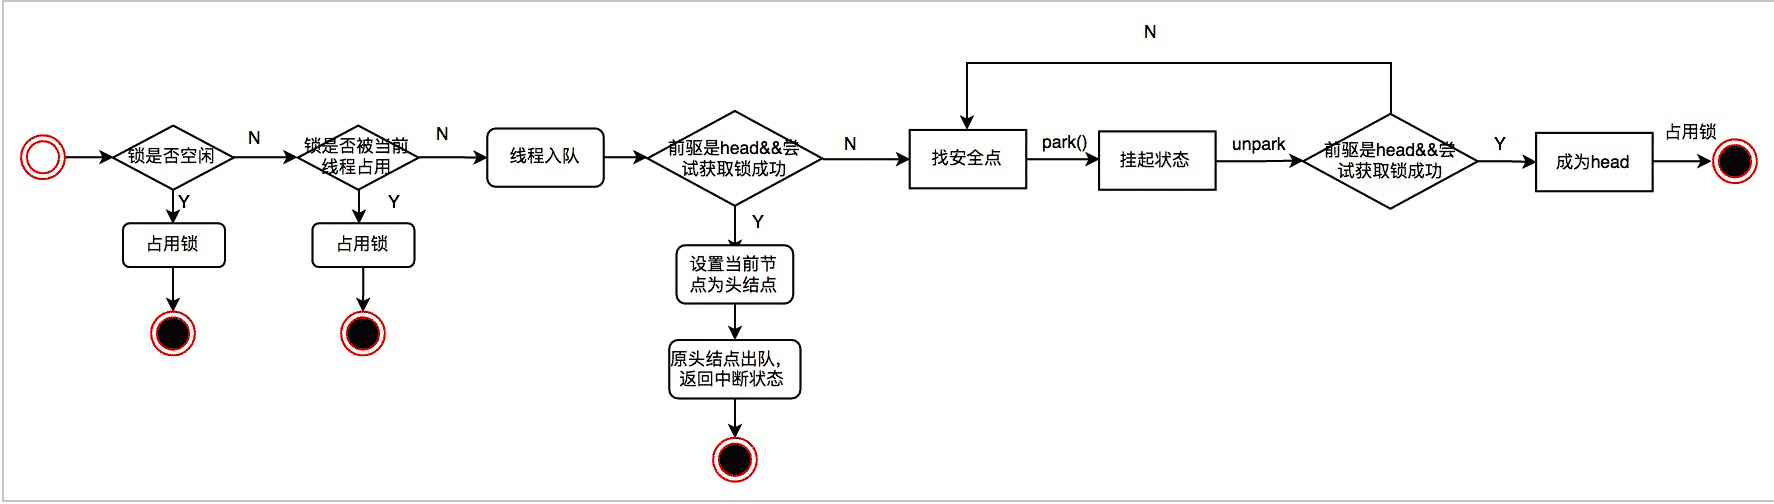 N
锁是否空闲
N
锁是否被当前
线程占用
N
线程入队
前驱是head&&尝
试获取锁成功
N
找安全点
park()
挂起状态
unpark
前驱是head&&尝
试获取锁成功
Y
成为head
占用锁
Y
占用锁
Y
占用锁
Y
设置当前节
点为头结点
原头结点出队，
返回中断状态